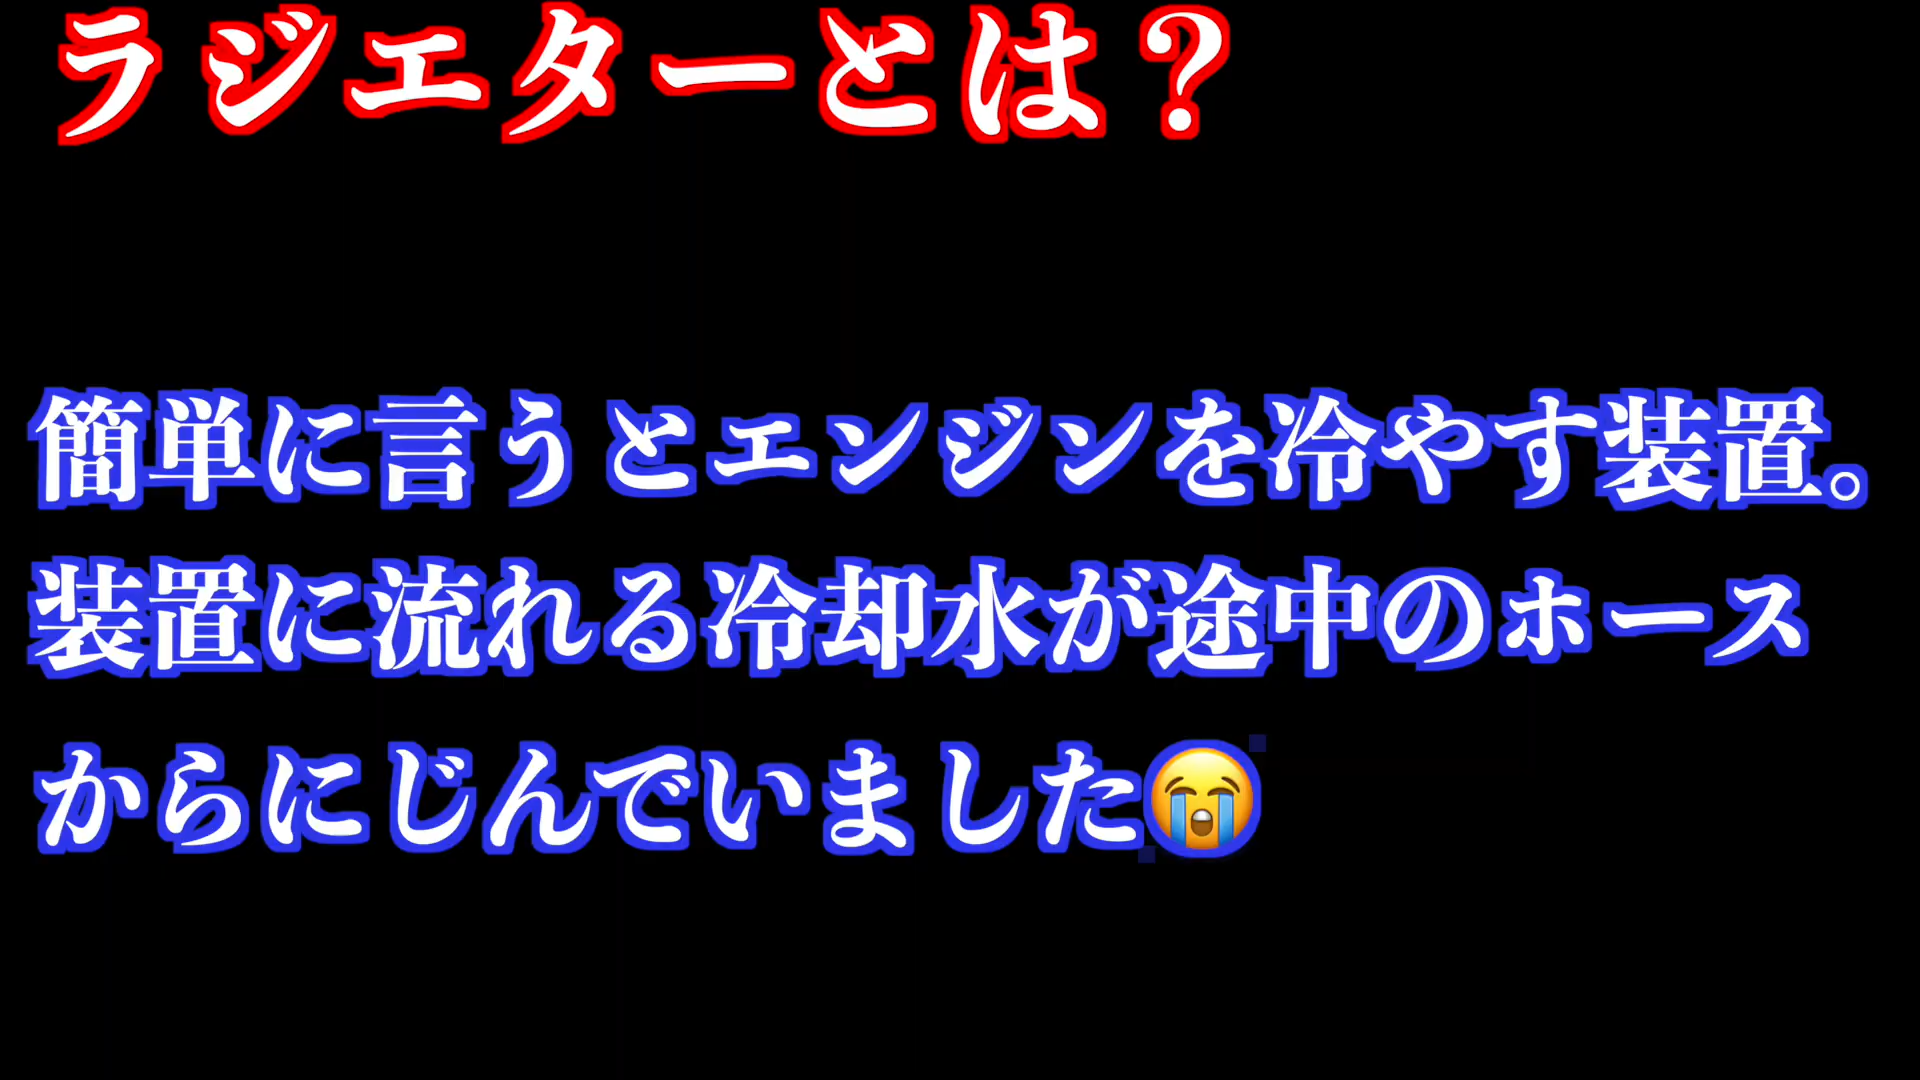 ラジエターとは？
簡単に言うとエンジンを冷やす装置。
装置に流れる冷却水が途中のホース
からにじんでいました😭